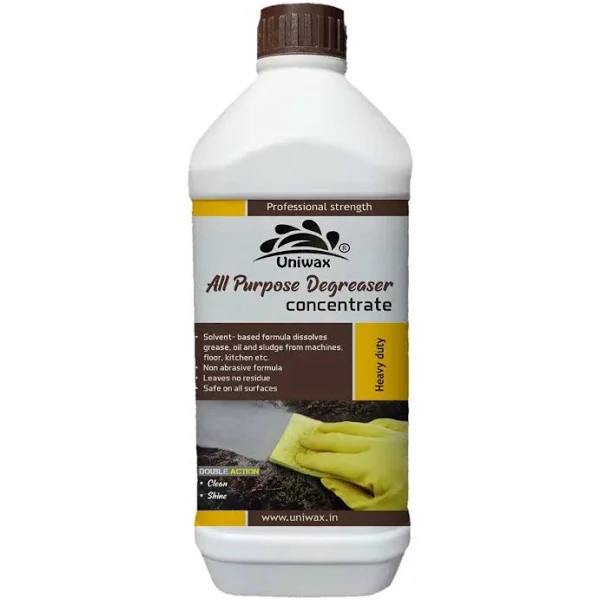 Professional strength
®
Uniwax
All Purpose Degreaser
concentrate
• Solvent- based formula dissolves
grease, oil and sludge from machines,
floor, kitchen etc.
• Non abrasive formula
• Leaves no residue
• Safe on all surfaces
Heavy duty
DOUBLE ACTION
• Clean
• Shine
www.uniwax.in